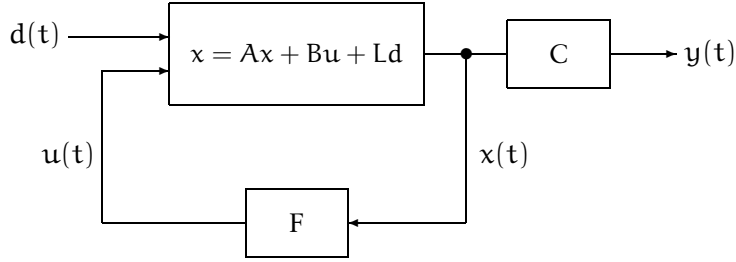 d(t)
x = Ax + Bu + Ld
C
y(t)
u(t)
x(t)
F